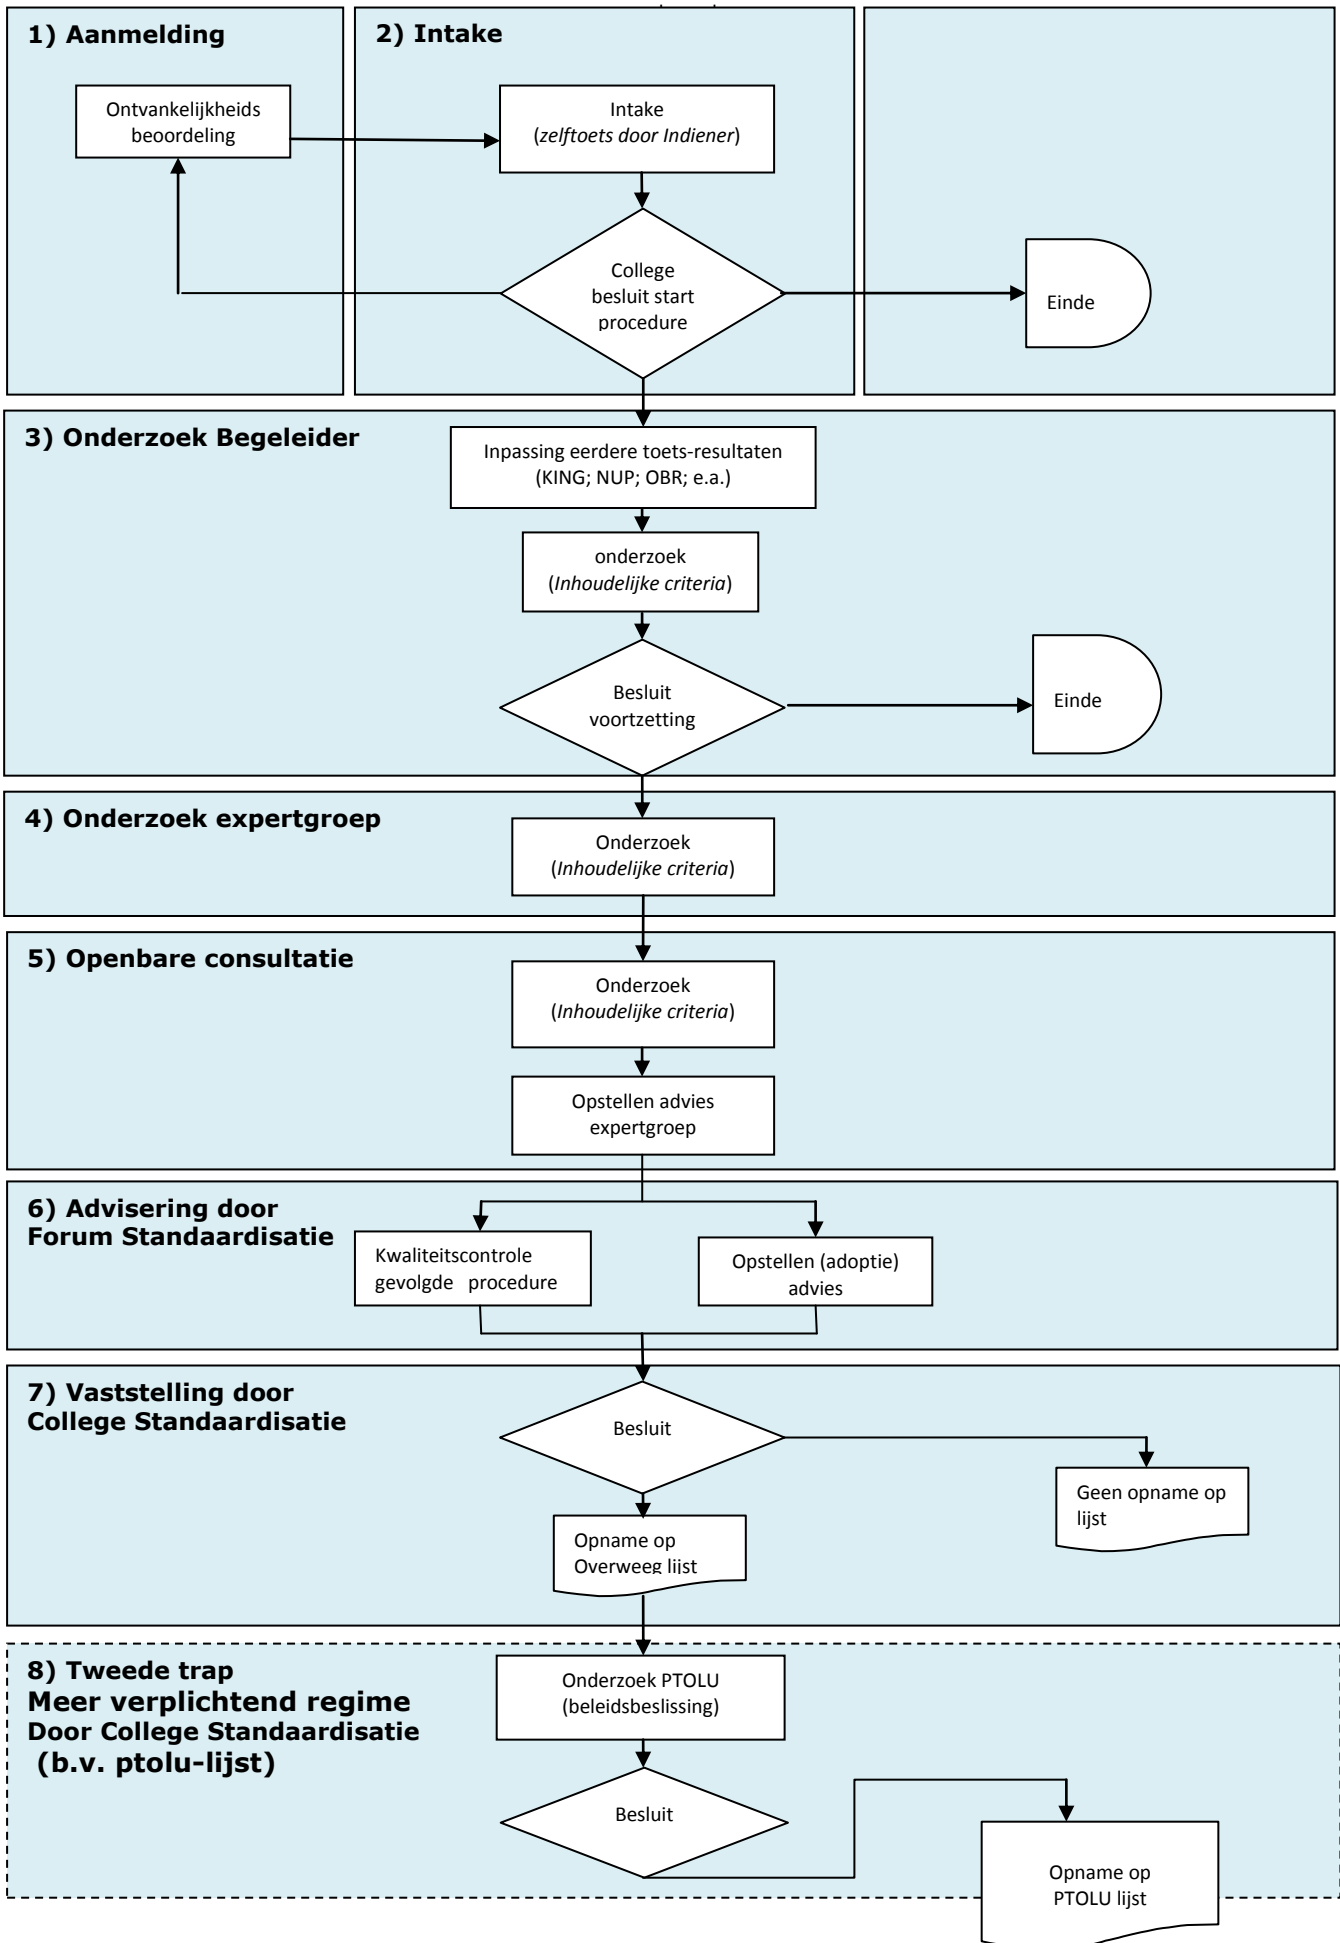 1) Aanmelding
2) Intake
Ontvankelijkheids
beoordeling
Intake
(zelftoets door Indiener)
College
besluit start
procedure
Einde
3) Onderzoek Begeleider
Inpassing eerdere toets-resultaten
(KING; NUP; OBR; e.a.)
onderzoek
(Inhoudelijke criteria)
Besluit
voortzetting
Einde
4) Onderzoek expertgroep
Onderzoek
(Inhoudelijke criteria)
5) Openbare consultatie
Onderzoek
(Inhoudelijke criteria)
Opstellen advies
expertgroep
6) Advisering door
Forum Standaardisatie
Kwaliteitscontrole
gevolgde procedure
Opstellen (adoptie)
advies
7) Vaststelling door
College Standaardisatie
Besluit
Geen opname op
lijst
Opname op
Overweeg lijst
8) Tweede trap
Meer verplichtend regime
Door College Standaardisatie
(b.v. ptolu-lijst)
Onderzoek PTOLU
(beleidsbeslissing)
Besluit
Opname op
PTOLU lijst